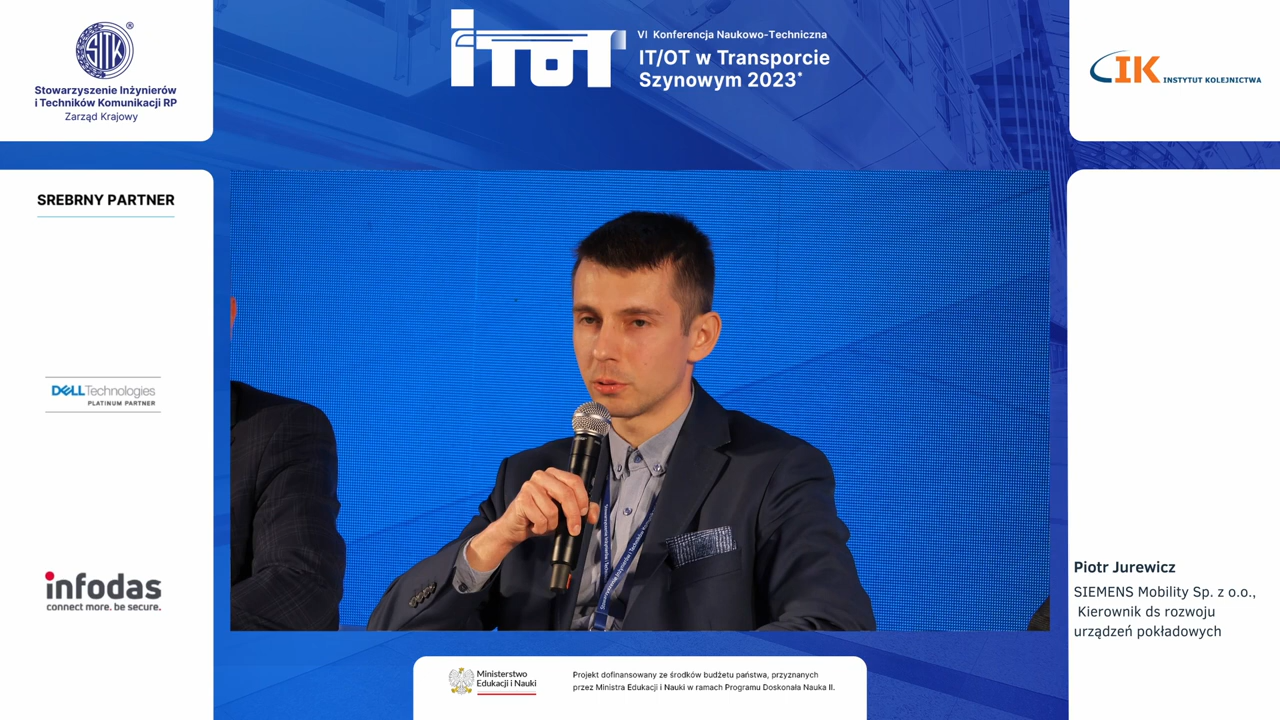 SITK
®
Stowarzyszenie Inżynierów
i Techników Komunikacji RP
Zarząd Krajowy
ITOT
VI Konferencja Naukowo-Techniczna
IT/OT w Transporcie
Szynowym 2023*
IK INSTYTUT KOLEJNICTWA
SREBRNY PARTNER
DELL Technologies
PLATINUM PARTNER
infodas
connect more. be secure.
Piotr Jurewicz
SIEMENS Mobility Sp. z o.o.,
Kierownik ds rozwoju
urządzeń pokładowych
Ministerstwo
Edukacji i Nauki
Projekt dofinansowany ze środków budżetu państwa, przyznanych
przez Ministra Edukacji i Nauki w ramach Programu Doskonała Nauka II.